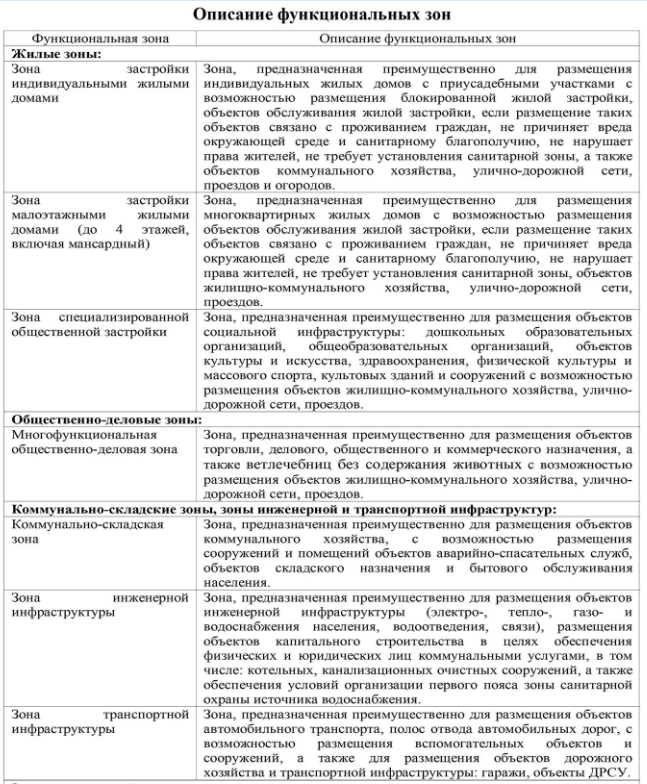 Описание функциональных зон
Функциональная зона
Описание функциональных зон
Жилые зоны:
Зона застройки
индивидуальными жилыми
домами
Зона, предназначенная преимущественно для размещения
индивидуальных жилых домов с приусадебными участками с
возможностью размещения блокированной жилой застройки,
объектов обслуживания жилой застройки, если размещение таких
объектов связано с проживанием граждан, не причиняет вреда
окружающей среде и санитарному благополучию, не нарушает
права жителей, не требует установления санитарной зоны, а также
объектов коммунального хозяйства, улично-дорожной сети,
проездов и огородов.
Зона застройки
малоэтажными жилыми
домами (до 4 этажей,
включая мансардный)
Зона, предназначенная преимущественно для размещения
многоквартирных жилых домов с возможностью размещения
объектов обслуживания жилой застройки, если размещение таких
объектов связано с проживанием граждан, не причиняет вреда
окружающей среде и санитарному благополучию, не нарушает
права жителей, не требует установления санитарной зоны, объектов
жилищно-коммунального хозяйства, улично-дорожной сети,
проездов.
Зона специализированной
общественной застройки
Зона, предназначенная преимущественно для размещения объектов
социальной инфраструктуры: дошкольных образовательных
организаций, общеобразовательных организаций, объектов
культуры и искусства, здравоохранения, физической культуры и
массового спорта, культовых зданий и сооружений с возможностью
размещения объектов жилищно-коммунального хозяйства, улично-
дорожной сети, проездов.
Общественно-деловые зоны:
Многофункциональная
общественно-деловая зона
Зона, предназначенная преимущественно для размещения объектов
торговли, делового, общественного и коммерческого назначения, а
также ветлечебниц без содержания животных с возможностью
размещения объектов жилищно-коммунального хозяйства, улично-
дорожной сети, проездов.
Коммунально-складские зоны, зоны инженерной и транспортной инфраструктур:
Коммунально-складская
зона
Зона, предназначенная преимущественно для размещения объектов
коммунального хозяйства, с возможностью размещения
сооружений и помещений объектов аварийно-спасательных служб,
объектов складского назначения и бытового обслуживания
населения.
Зона инженерной
инфраструктуры
Зона, предназначенная преимущественно для размещения объектов
инженерной инфраструктуры (электро-, тепло-, газо- и
водоснабжения населения, водоотведения, связи), размещения
объектов капитального строительства в целях обеспечения
физических и юридических лиц коммунальными услугами, в том
числе: котельных, канализационных очистных сооружений, а также
обеспечения условий организации первого пояса зоны санитарной
охраны источника водоснабжения.
Зона транспортной
инфраструктуры
Зона, предназначенная преимущественно для размещения объектов
автомобильного транспорта, полос отвода автомобильных дорог, с
возможностью размещения вспомогательных объектов и
сооружений, а также для размещения объектов дорожного
хозяйства и транспортной инфраструктуры: гаражи, объекты ДРСУ.